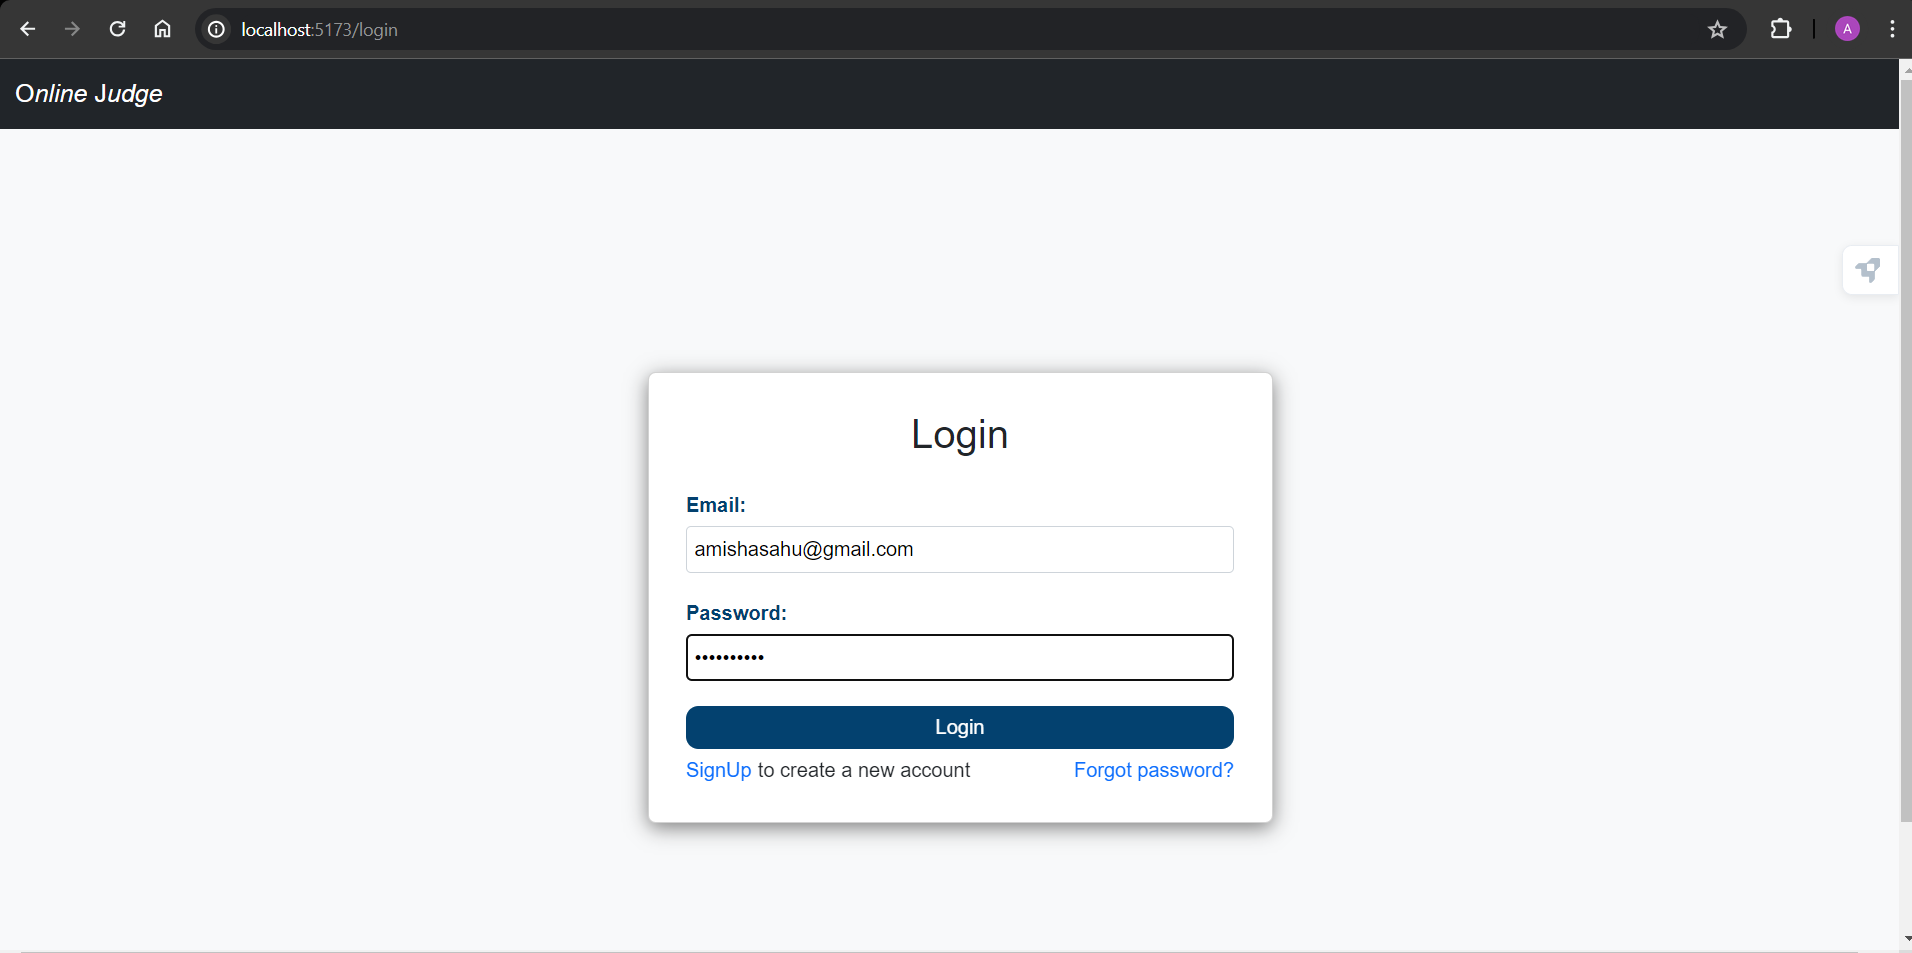 localhost:5173/login
A
Online Judge
Login
Email:
amishasahu@gmail.com
Password:
••••••••••
Login
SignUp to create a new account
Forgot password?